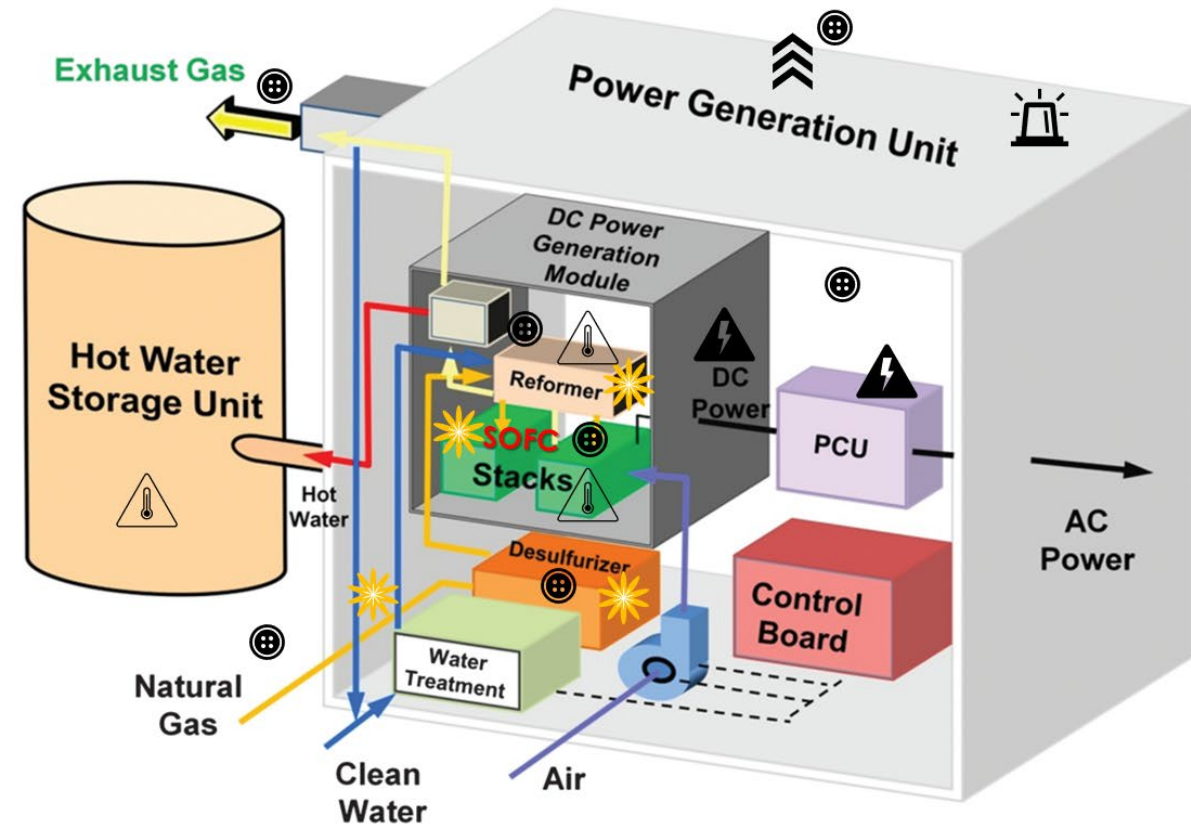 Exhaust Gas
Power Generation Unit
DC Power
Generation
Module
Hot Water
Storage Unit
Reformer
DC
Power
PCU
SOFC
Stacks
Hot
Water
AC
Power
Desulfurizer
Control
Board
Water
Treatment
Natural
Gas
Clean
Water
Air